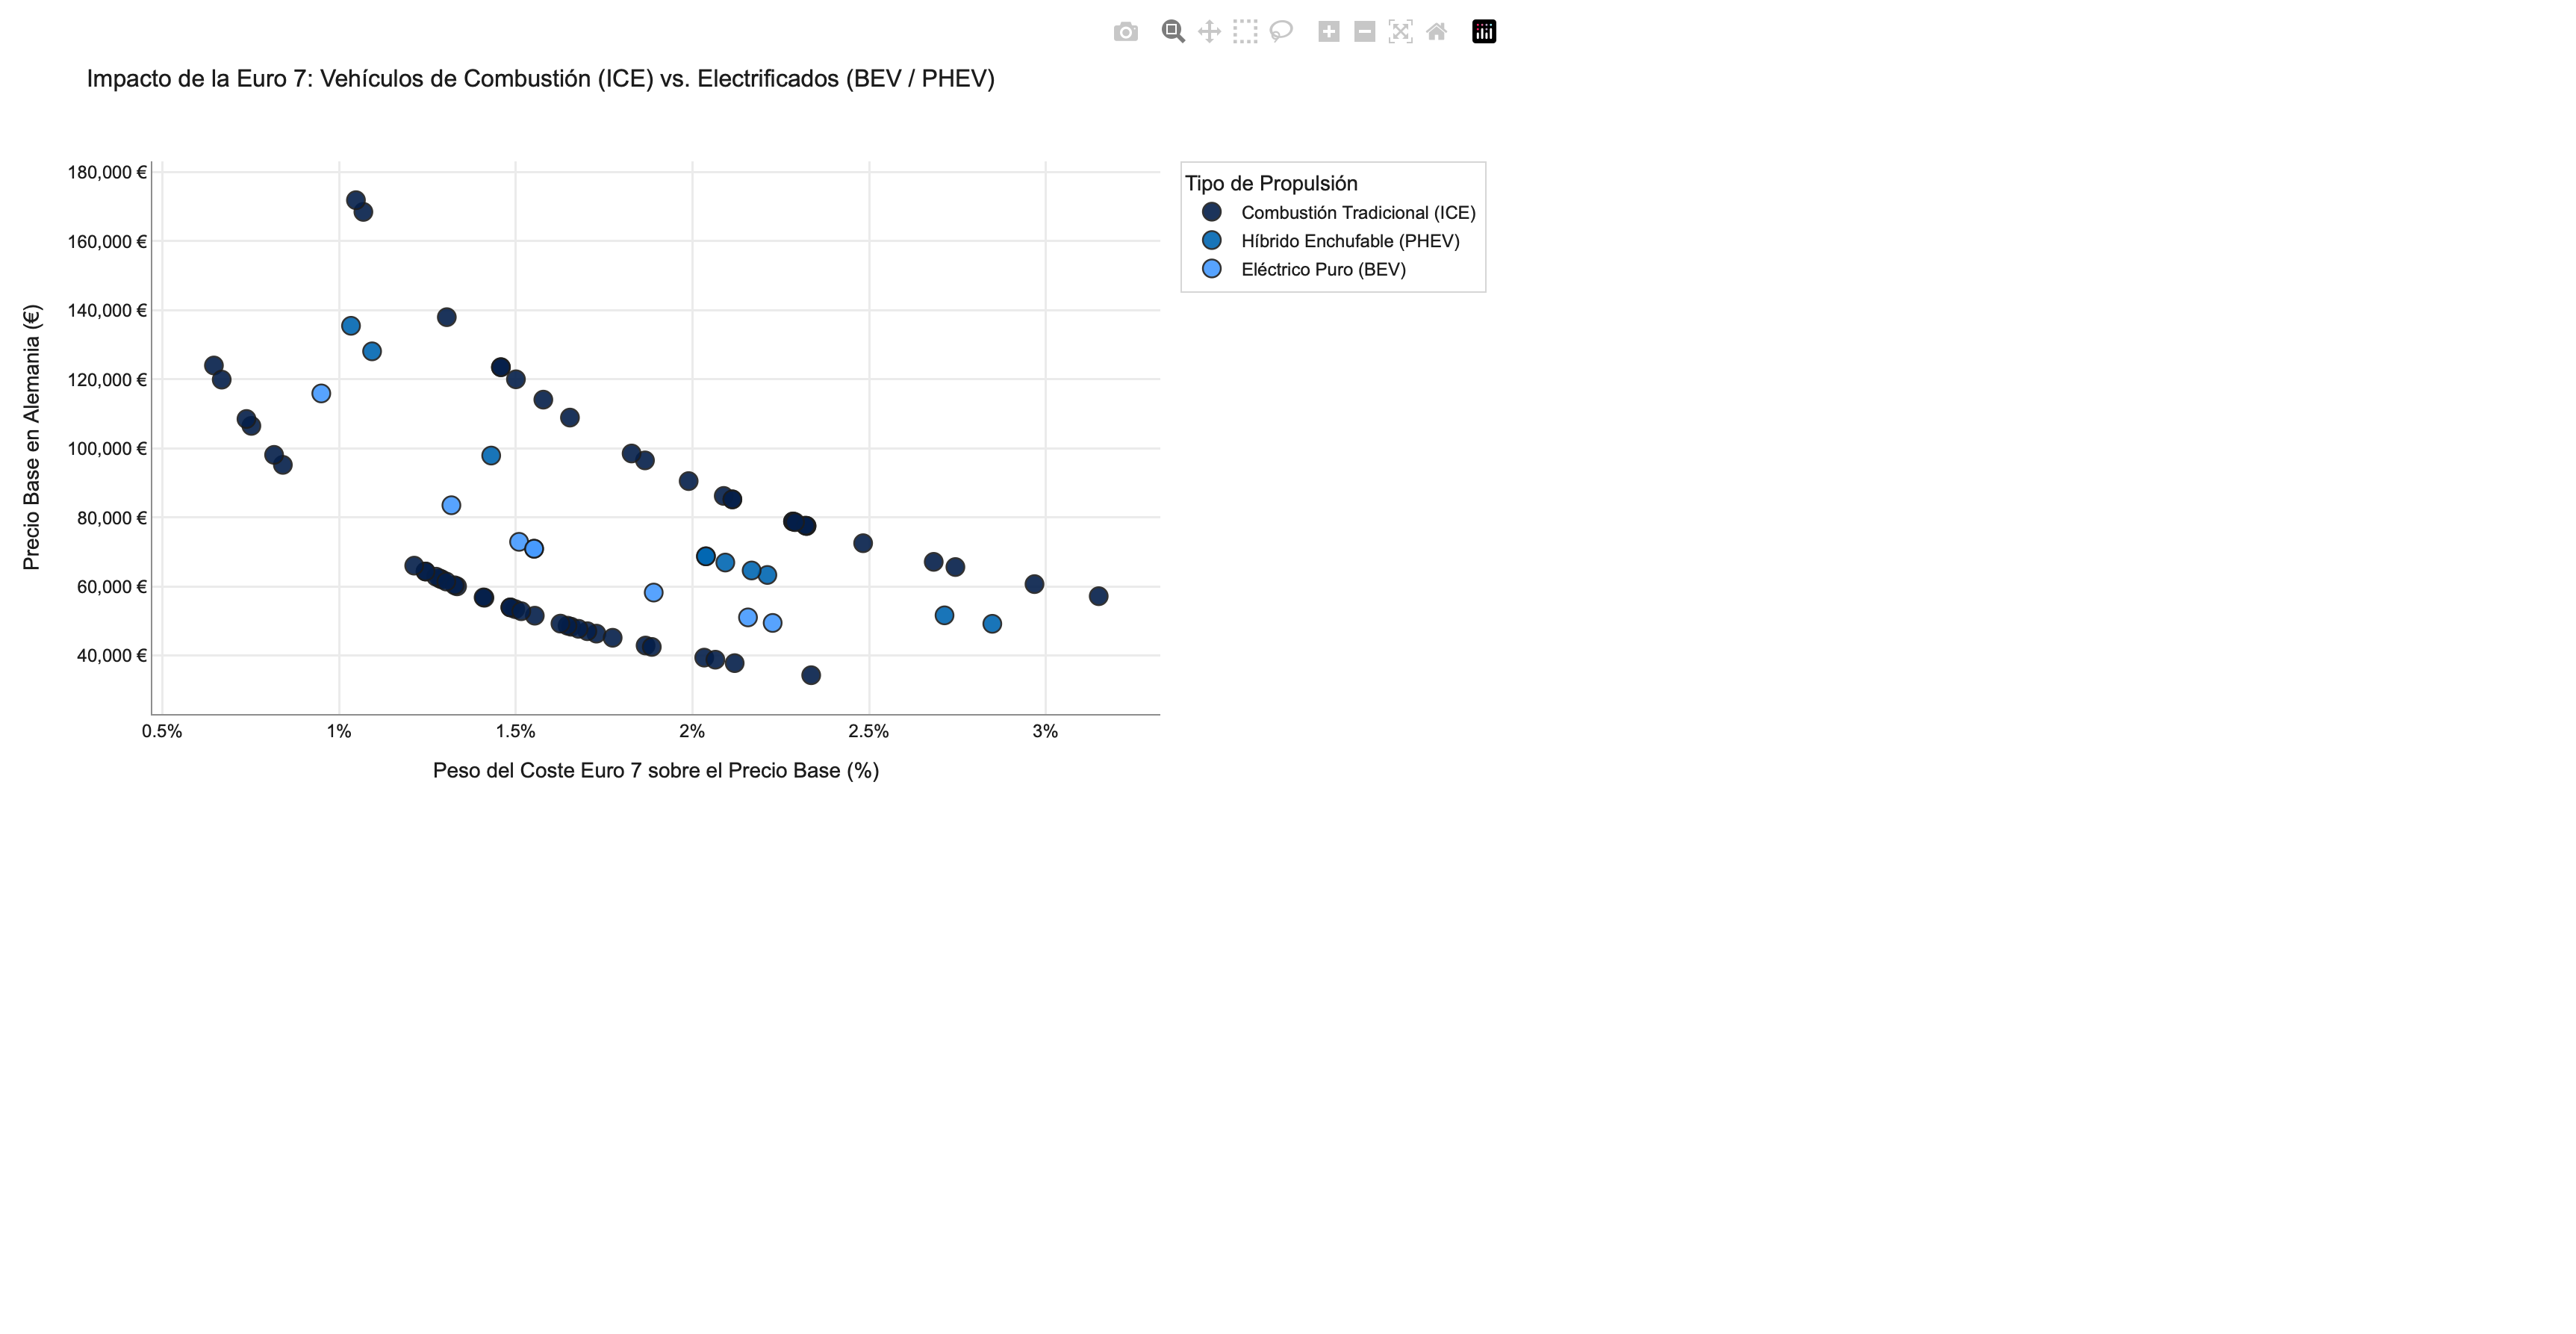 Impacto de la Euro 7: Vehículos de Combustión (ICE) vs. Electrificados (BEV / PHEV)
Precio Base en Alemania (€)
180,000 €
160,000 €
140,000 €
120,000 €
100,000 €
80,000 €
60,000 €
40,000 €
0.5%
1%
1.5%
2%
2.5%
3%
Peso del Coste Euro 7 sobre el Precio Base (%)
Tipo de Propulsión
Combustión Tradicional (ICE)
Híbrido Enchufable (PHEV)
Eléctrico Puro (BEV)